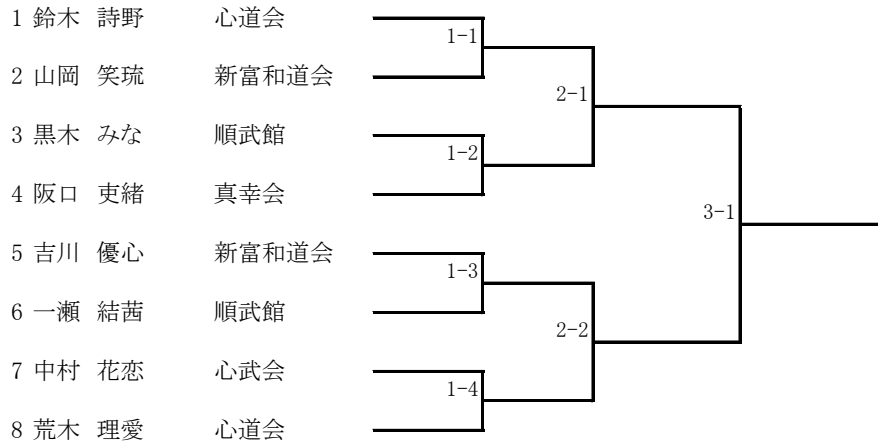 1 鈴木 詩野 心道会
1-1
2 山岡 笑琉 新富和道会
2-1
3 黒木 みな 順武館
1-2
4 阪口 吏緒 真幸会
3-1
5 吉川 優心 新富和道会
1-3
6 一瀬 結茜 順武館
2-2
7 中村 花恋 心武会
1-4
8 荒木 理愛 心道会